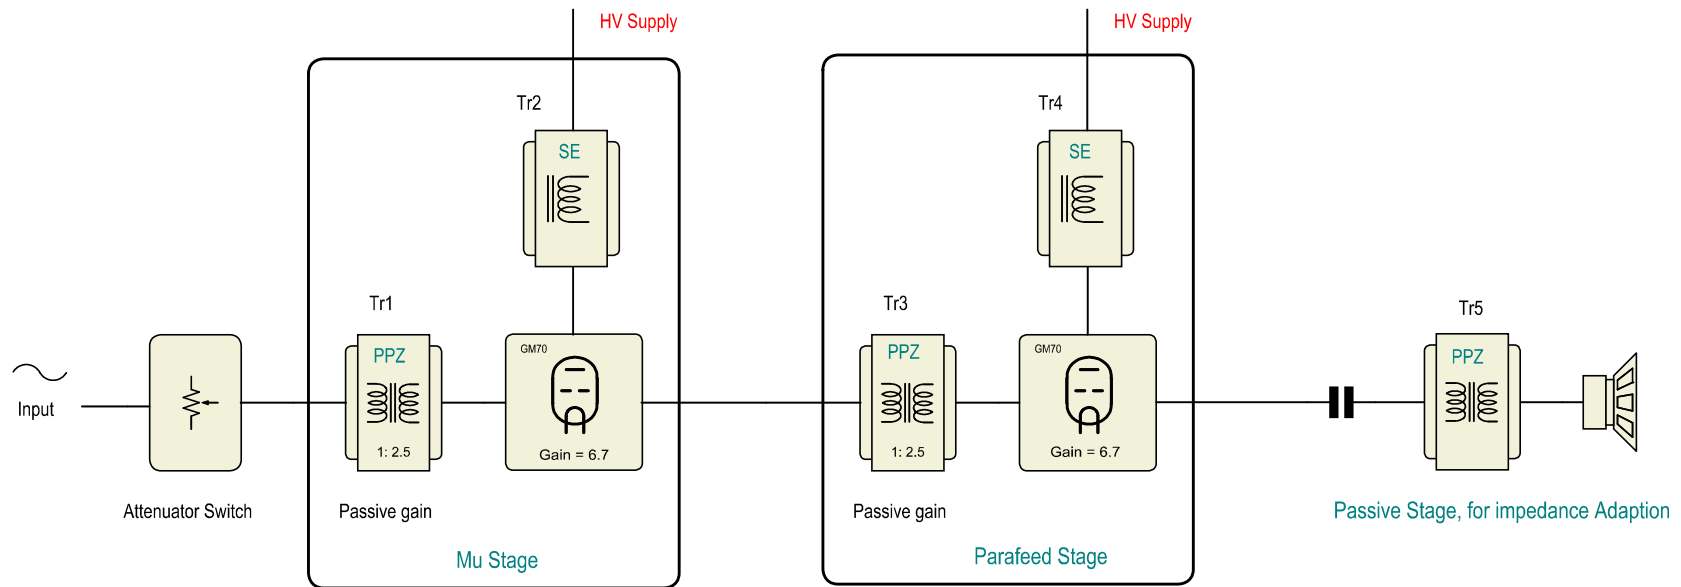 HV Supply
HV Supply
Tr2
Tr4
SE
SE
Tr1
Tr3
Tr5
GM70
GM70
PPZ
PPZ
PPZ
Input
1: 2.5
Gain = 6.7
1: 2.5
Gain = 6.7
Attenuator Switch
Passive gain
Passive gain
Passive Stage, for impedance Adaption
Mu Stage
Parafeed Stage